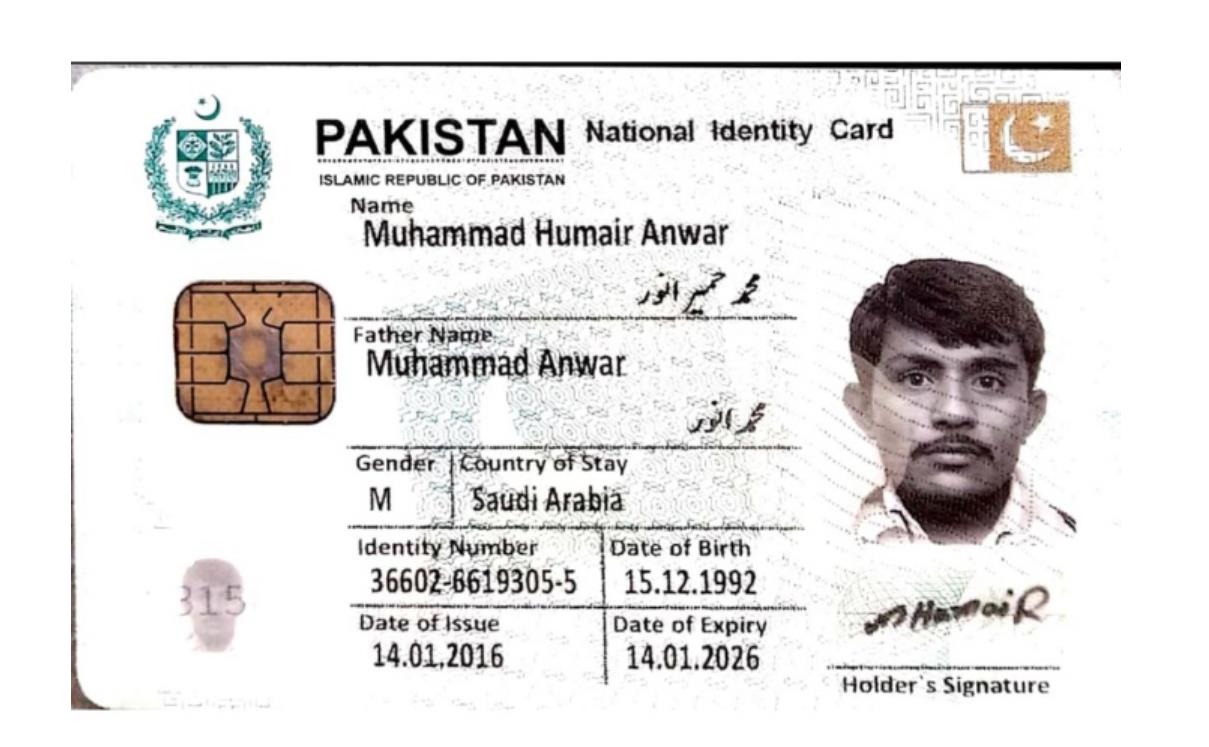 PAKISTAN National Identity Card
ISLAMIC REPUBLIC OF PAKISTAN
Name
Muhammad Humair Anwar
محمد حمیر انور
Father Name
Muhammad Anwar
محمد انور
Gender Country of Stay
M Saudi Arabia
Identity Number Date of Birth
36602-6619305-5 15.12.1992
315
Date of Issue Date of Expiry
14.01.2016 14.01.2026
Humair
Holder's Signature